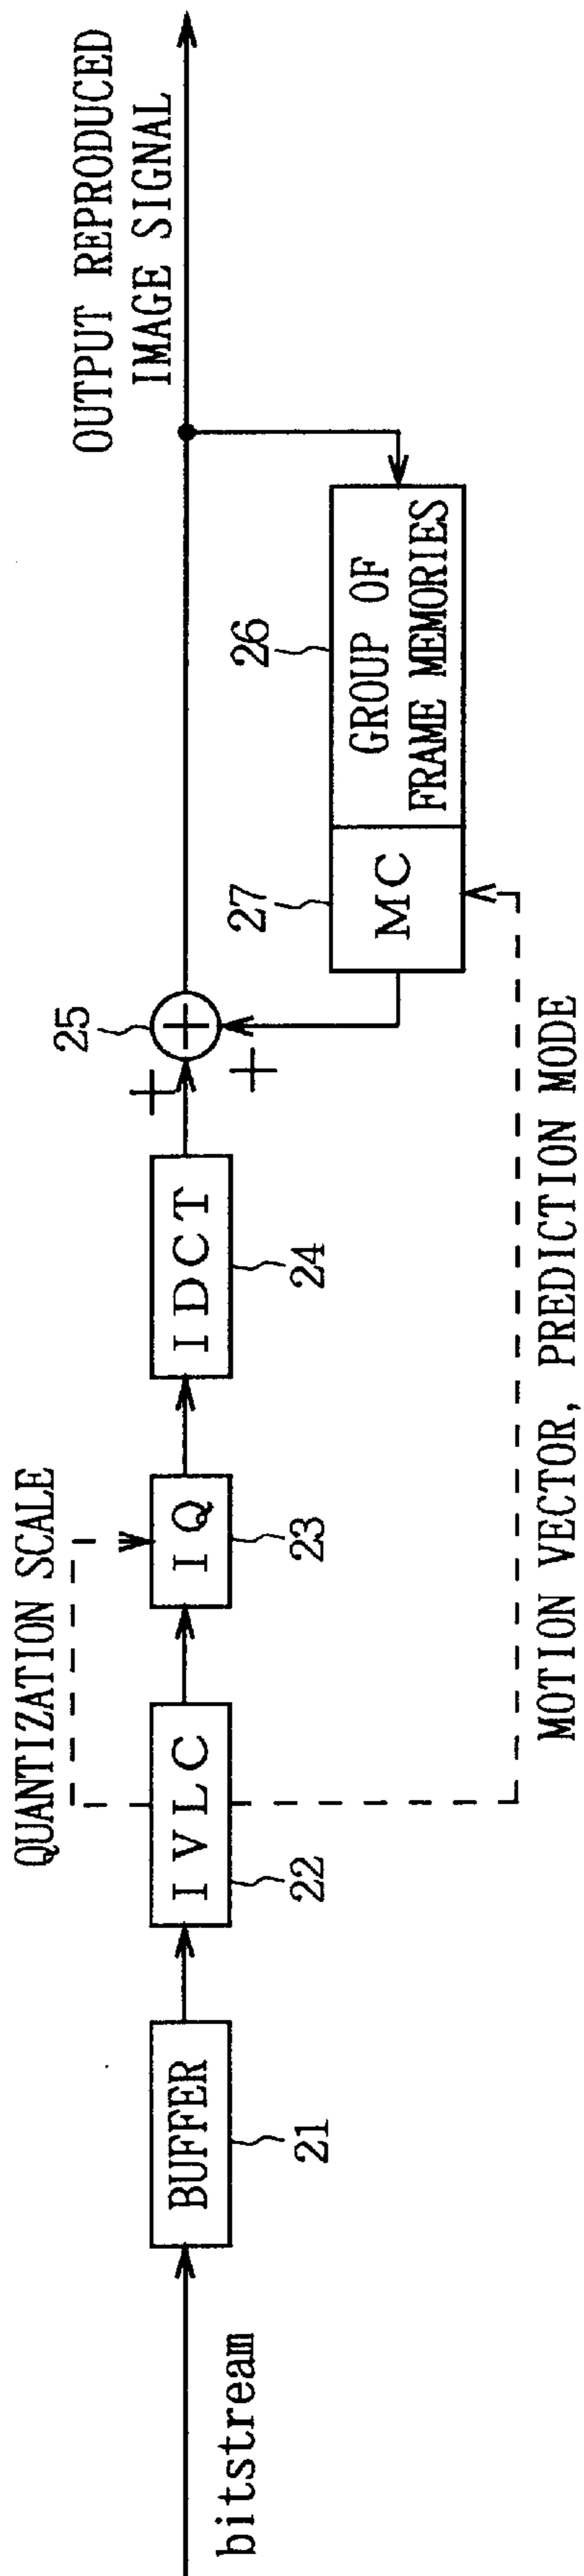 bitstream
BUFFER
21
QUANTIZATION SCALE
IVLC
22
IQ
23
IDCT
24
25
+
+
+
27
MC
26
GROUP OF
FRAME MEMORIES
MOTION VECTOR, PREDICTION MODE
OUTPUT REPRODUCED
IMAGE SIGNAL